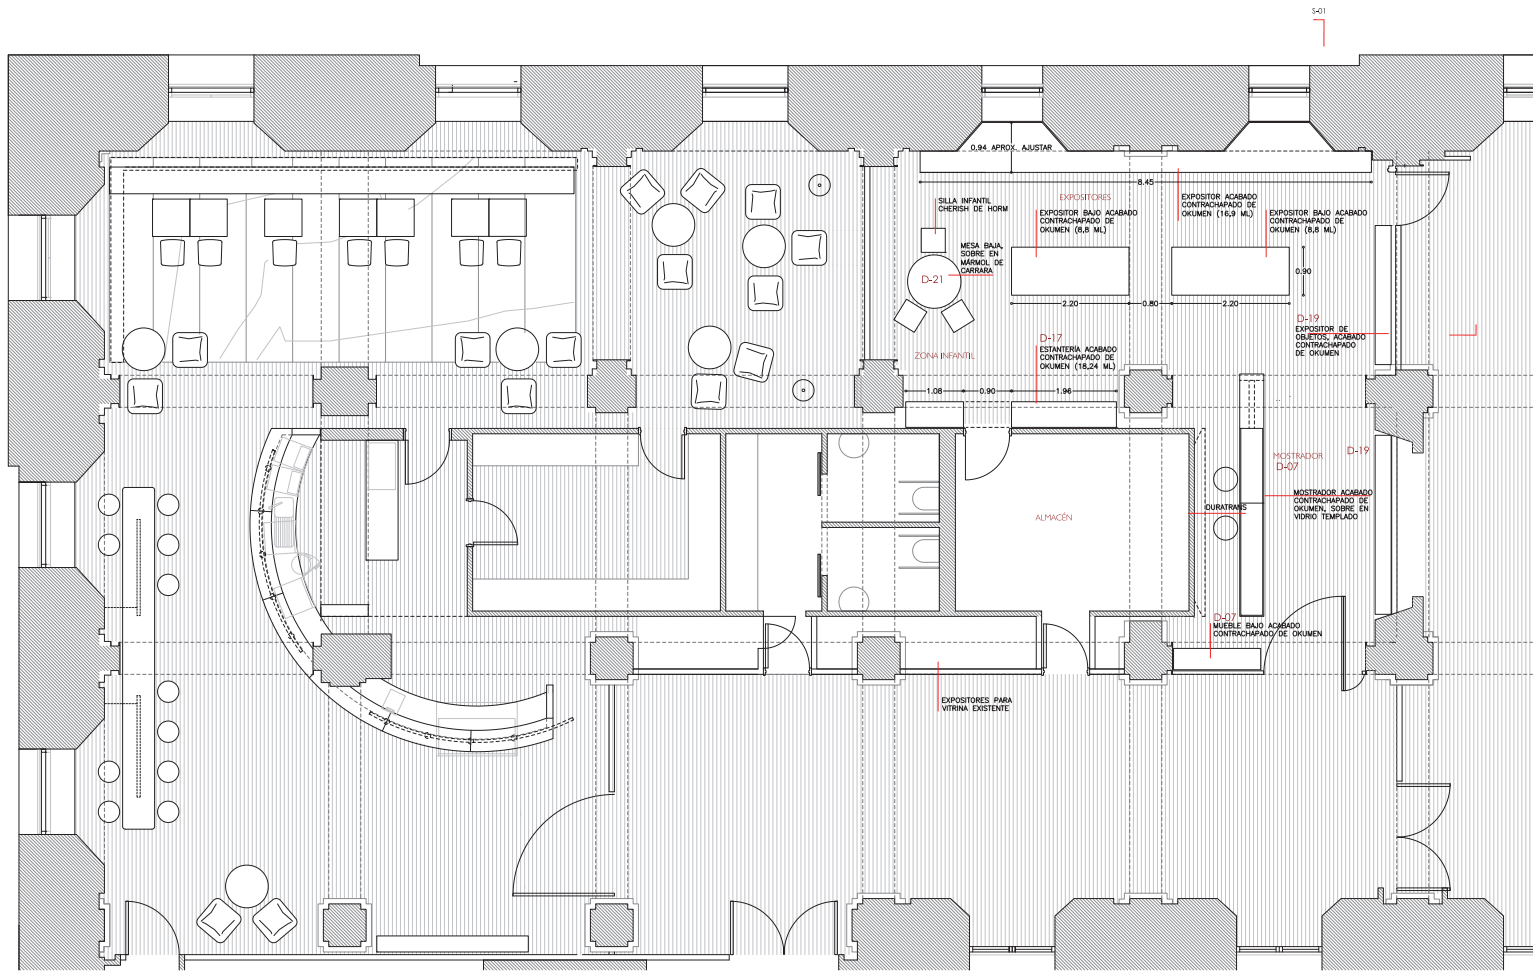 S-01
0.94 APROX. AJUSTAR
8.45
SILLA INFANTIL
CHERISH DE HORM
EXPOSITORES
EXPOSITOR BAJO ACABADO
CONTRACHAPADO DE
OKUMEN (8,8 ML)
EXPOSITOR ACABADO
CONTRACHAPADO DE
OKUMEN (16,9 ML)
EXPOSITOR BAJO ACABADO
CONTRACHAPADO DE
OKUMEN (8,8 ML)
MESA BAJA,
SOBRE EN
MÁRMOL DE
CARRARA
D-21
0.90
2.20
0.80
2.20
D-19
EXPOSITOR DE
OBJETOS, ACABADO
CONTRACHAPADO
DE OKUMEN
D-17
ESTANTERÍA ACABADO
CONTRACHAPADO DE
OKUMEN (18,24 ML)
ZONA INFANTIL
1.08
0.90
1.96
MOSTRADOR
D-07
D-19
MOSTRADOR ACABADO
CONTRACHAPADO DE
OKUMEN, SOBRE EN
VIDRIO TEMPLADO
DURATRANS
ALMACÉN
D-07
MUEBLE BAJO ACABADO
CONTRACHAPADO DE OKUMEN
EXPOSITORES PARA
VITRINA EXISTENTE